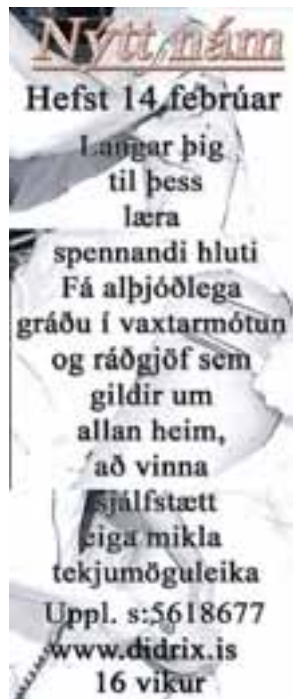 Nýtt nám
Hefst 14 febrúar
Langar þig
til þess
læra
spennandi hluti
Fá alþjóðlega
gráðu í vaxtarmótun
og ráðgjöf sem
gildir um
allan heim,
að vinna
sjálfstætt
eiga mikla
tekjumöguleika
Uppl. s:5618677
www.didrix.is
16 vikur